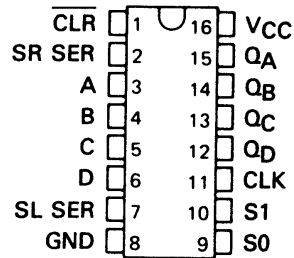 CLR 1 16 VCC
SR SER 2 15 QA
A 3 14 QB
B 4 13 QC
C 5 12 QD
D 6 11 CLK
SL SER 7 10 S1
GND 8 9 S0